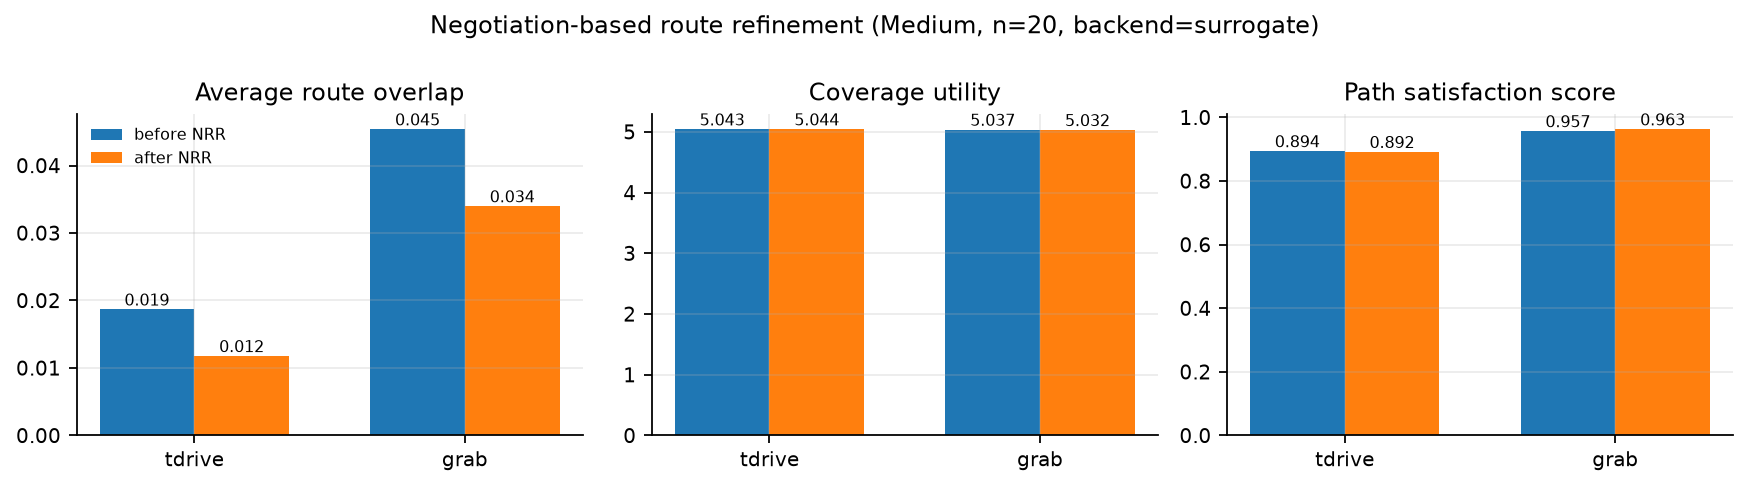 Negotiation-based route refinement (Medium, n=20, backend=surrogate)
Average route overlap
before NRR
after NRR
0.04
0.03
0.02
0.01
0.00
0.019
0.012
0.045
0.034
tdrive
grab
Coverage utility
5
4
3
2
1
0
5.043
5.044
5.037
5.032
tdrive
grab
Path satisfaction score
1.0
0.8
0.6
0.4
0.2
0.0
0.894
0.892
0.957
0.963
tdrive
grab